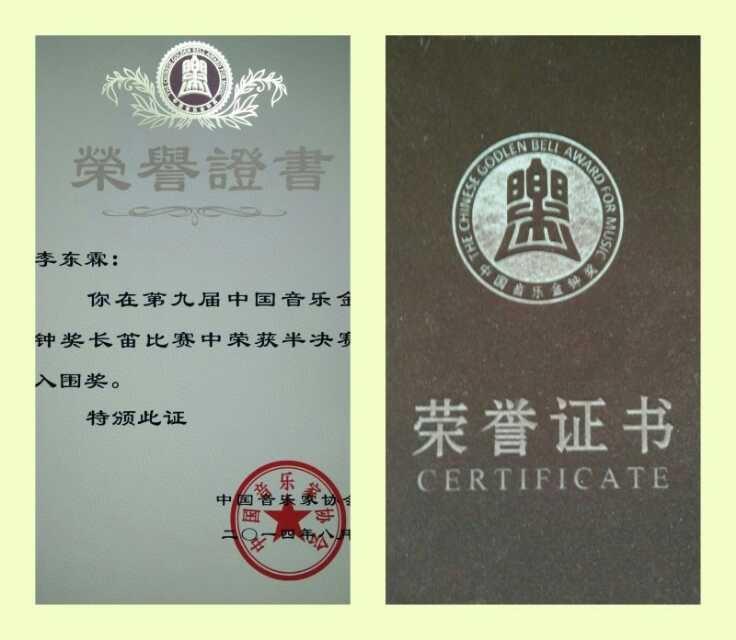 THE CHINESE GOLDEN BELL AWARD FOR MUSIC
榮譽證書
李东霖：
你在第九届中国音乐金
钟奖长笛比赛中荣获半决赛
入围奖。
特颁此证
中国音乐家协会
二〇一四年八月
中国音乐家协会
THE CHINESE GODLEN BELL AWARD FOR MUSIC
中国音乐金钟奖
荣誉证书
CERTIFICATE